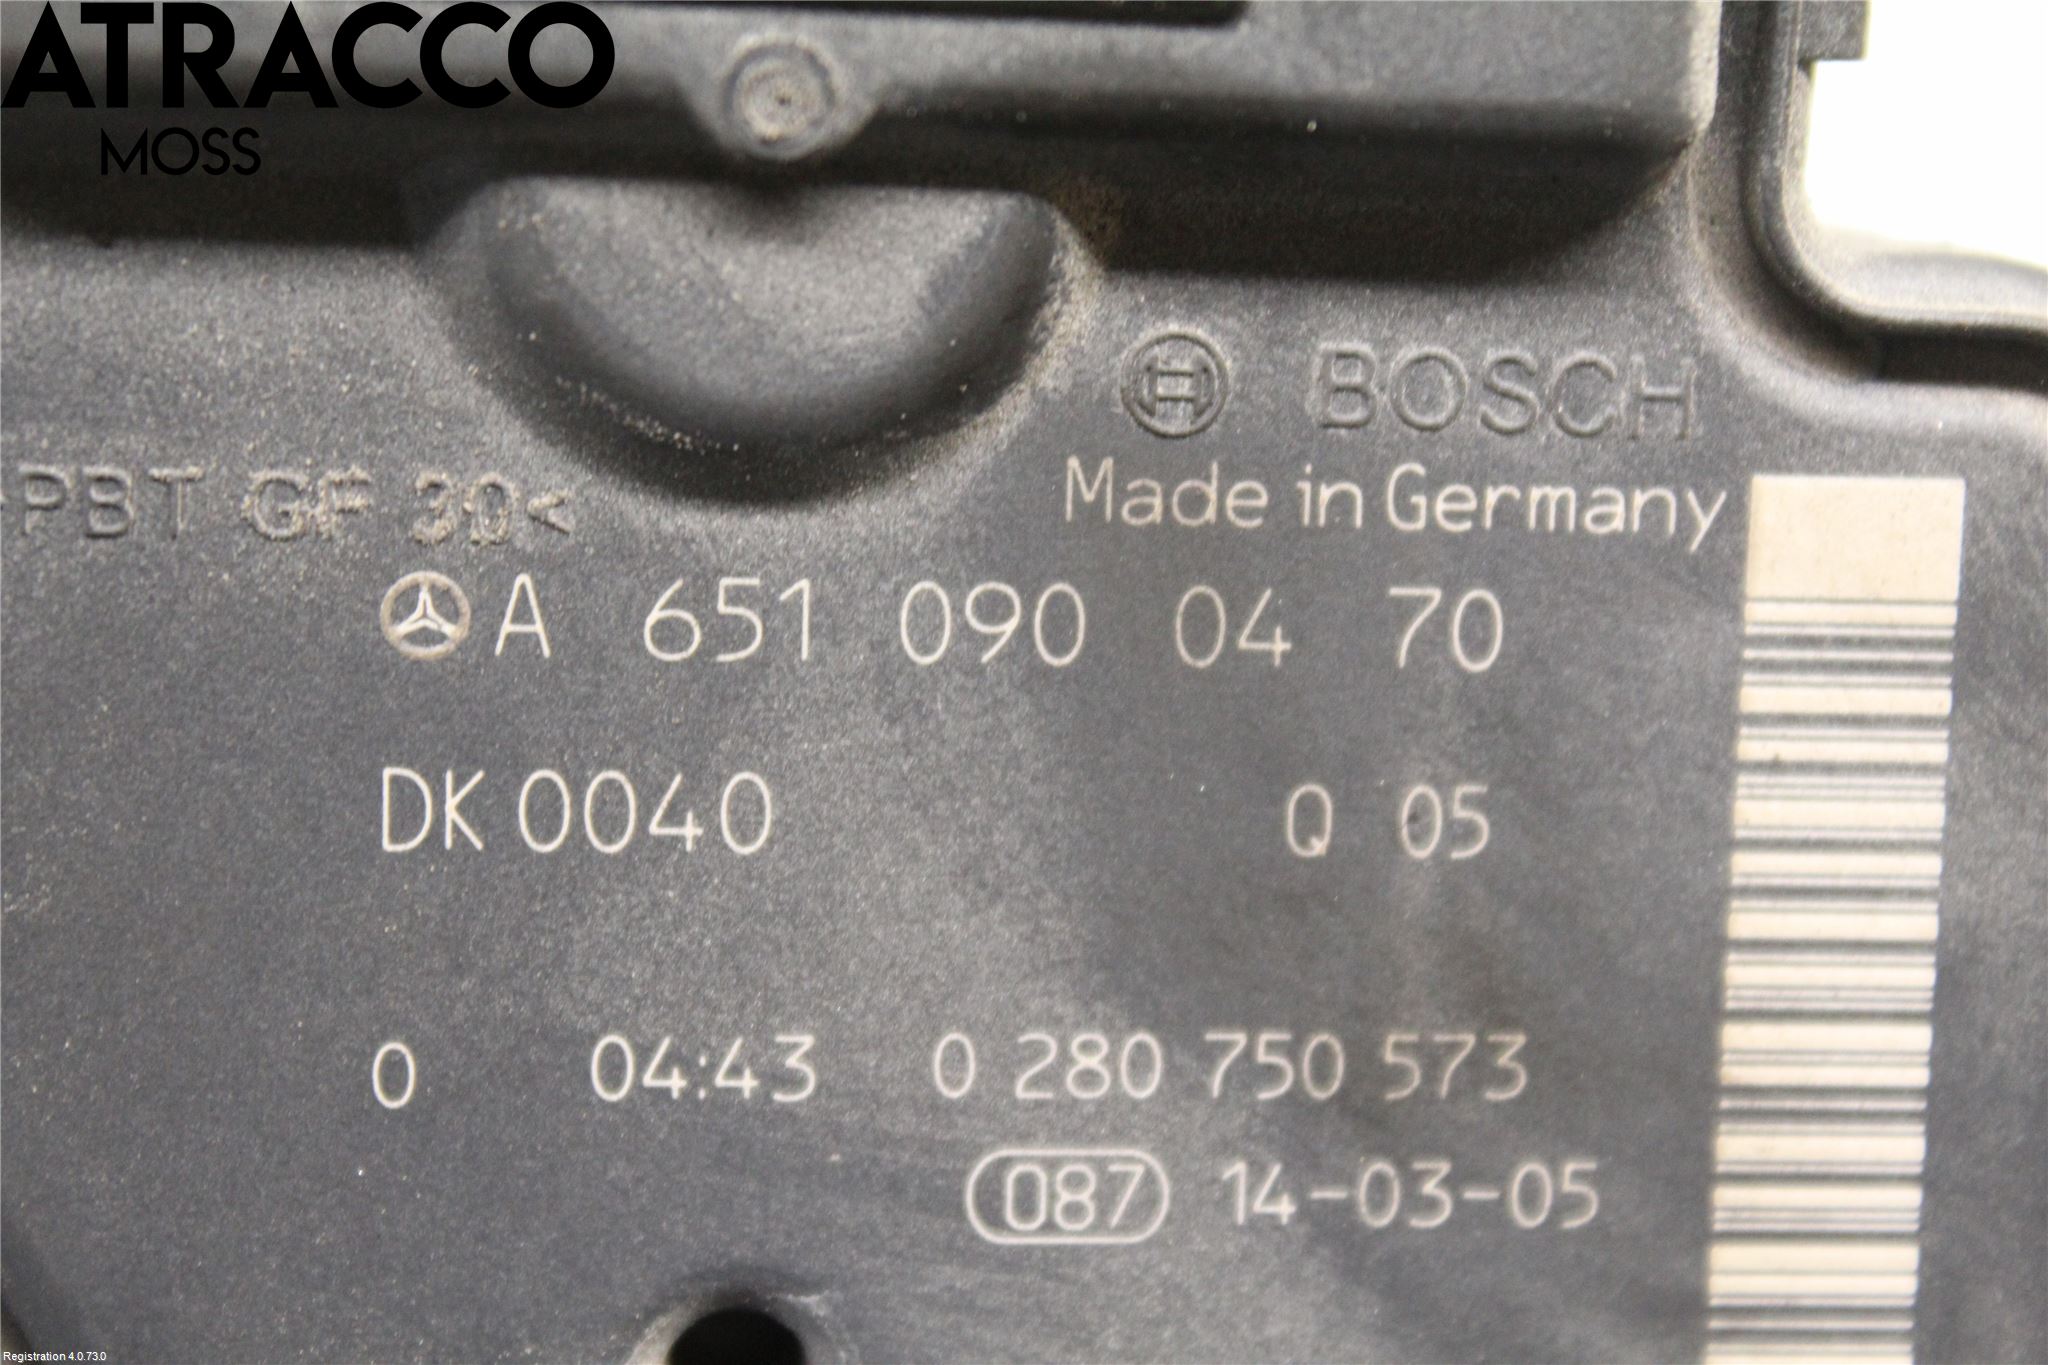 ATRACCO
MOSS
BOSCH
Made in Germany
>PBT GF 30<
A 651 090 04 70
DK 0040 Q 05
0 04:43 0 280 750 573
087 14-03-05
Registration 4.0.73.0